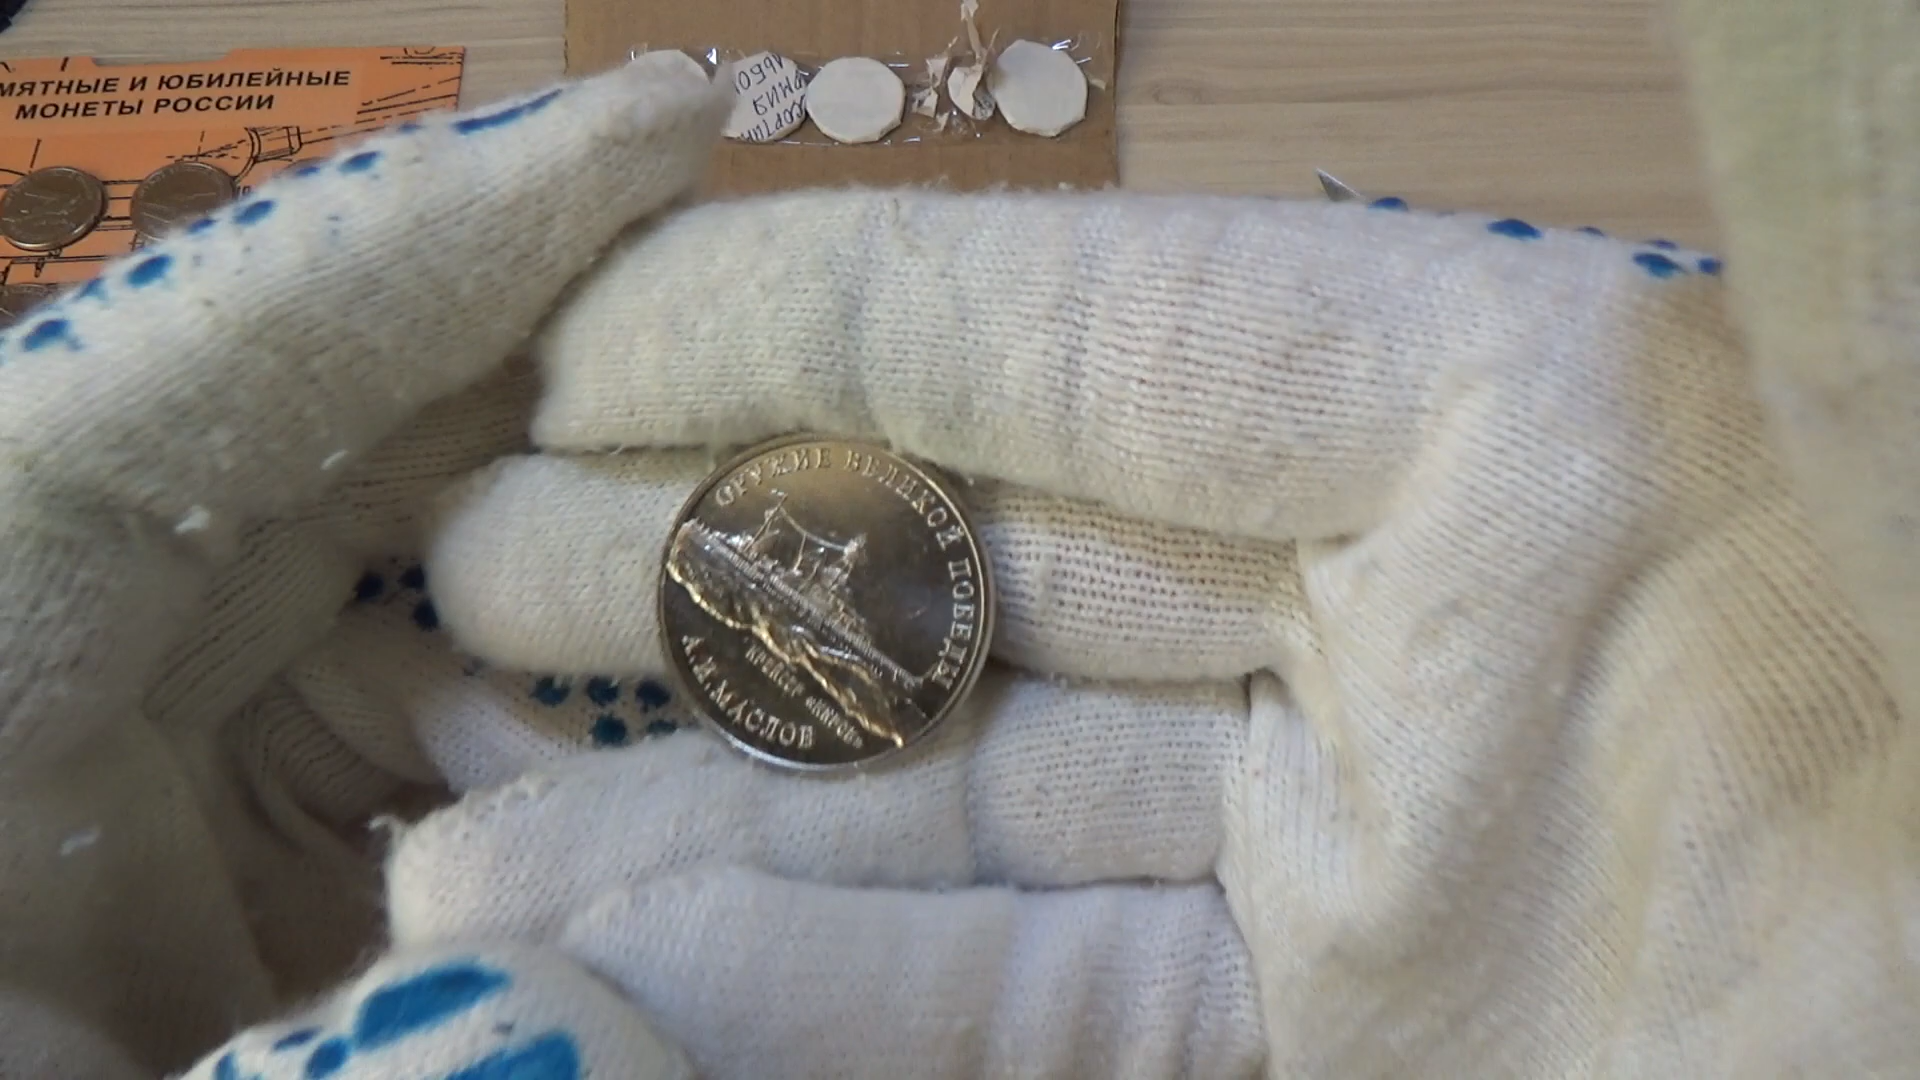 МЯТНЫЕ И ЮБИЛЕЙНЫЕ
МОНЕТЫ РОССИИ
ОРУЖИЕ ВЕЛИКОЙ ПОБЕДЫ
КРЕЙСЕР «КИРОВ»
А.И.МАСЛОВ